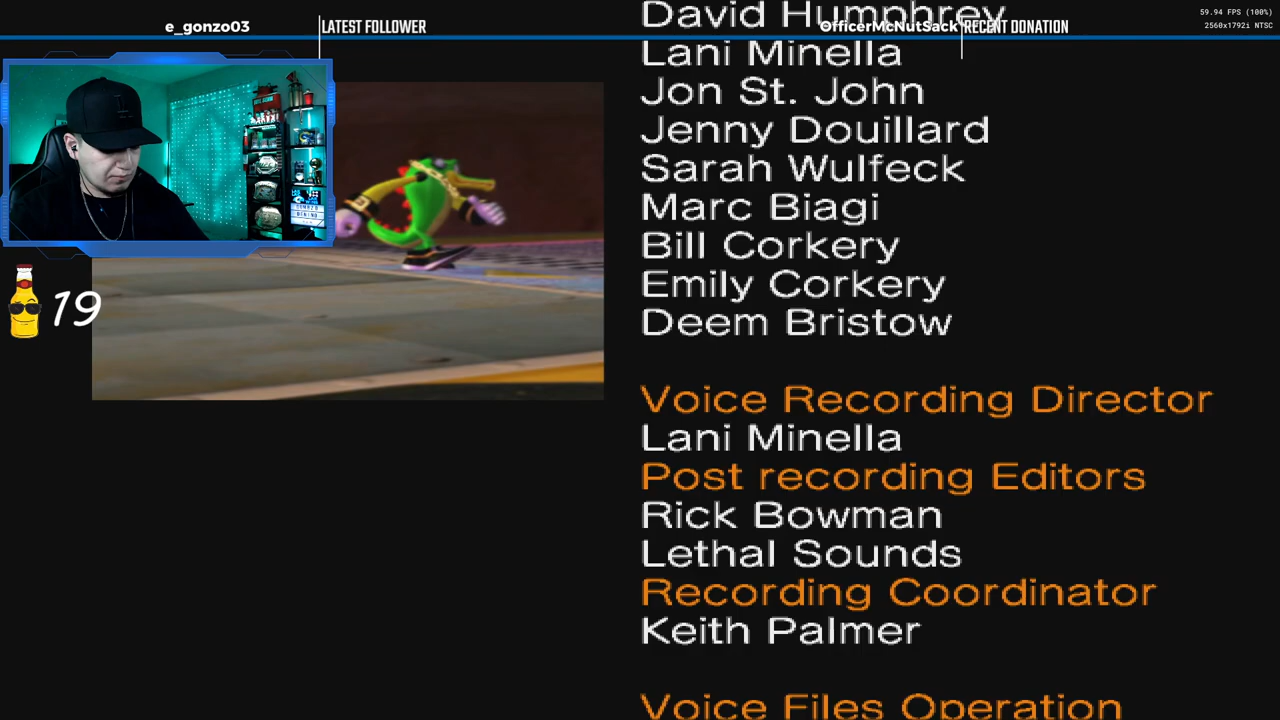 e_gonzo03
LATEST FOLLOWER
OfficerMcNutSack
RECENT DONATION
59.94 FPS (100%)
2560x1792i NTSC
19
David Humphrey
Lani Minella
Jon St. John
Jenny Douillard
Sarah Wulfeck
Marc Biagi
Bill Corkery
Emily Corkery
Deem Bristow
Voice Recording Director
Lani Minella
Post recording Editors
Rick Bowman
Lethal Sounds
Recording Coordinator
Keith Palmer
Voice Files Operation